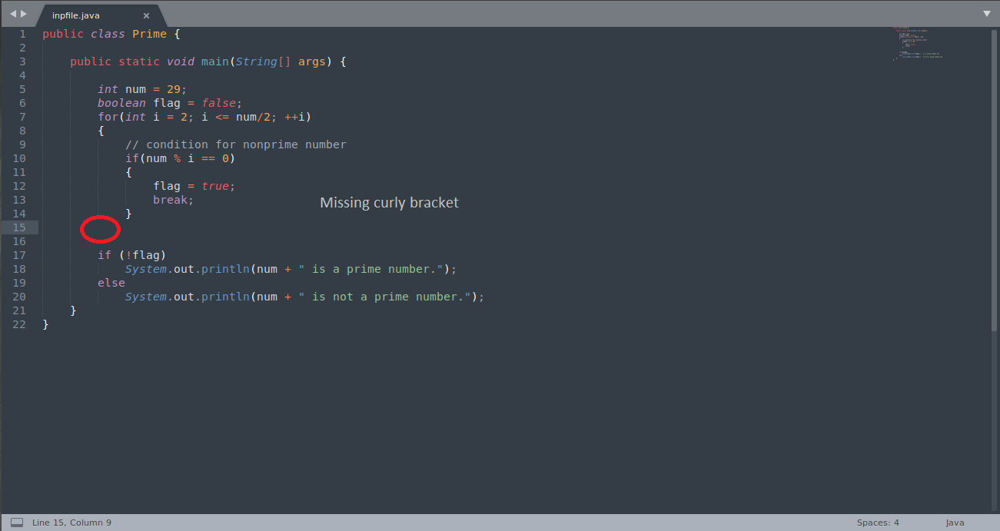 inpfile.java ×
1 public class Prime {
2
3     public static void main(String[] args) {
4
5         int num = 29;
6         boolean flag = false;
7         for(int i = 2; i <= num/2; ++i)
8         {
9             // condition for nonprime number
10             if(num % i == 0)
11             {
12                 flag = true;
13                 break;
Missing curly bracket
14             }
15
16
17         if (!flag)
18             System.out.println(num + " is a prime number.");
19         else
20             System.out.println(num + " is not a prime number.");
21     }
22 }
Line 15, Column 9 Spaces: 4 Java